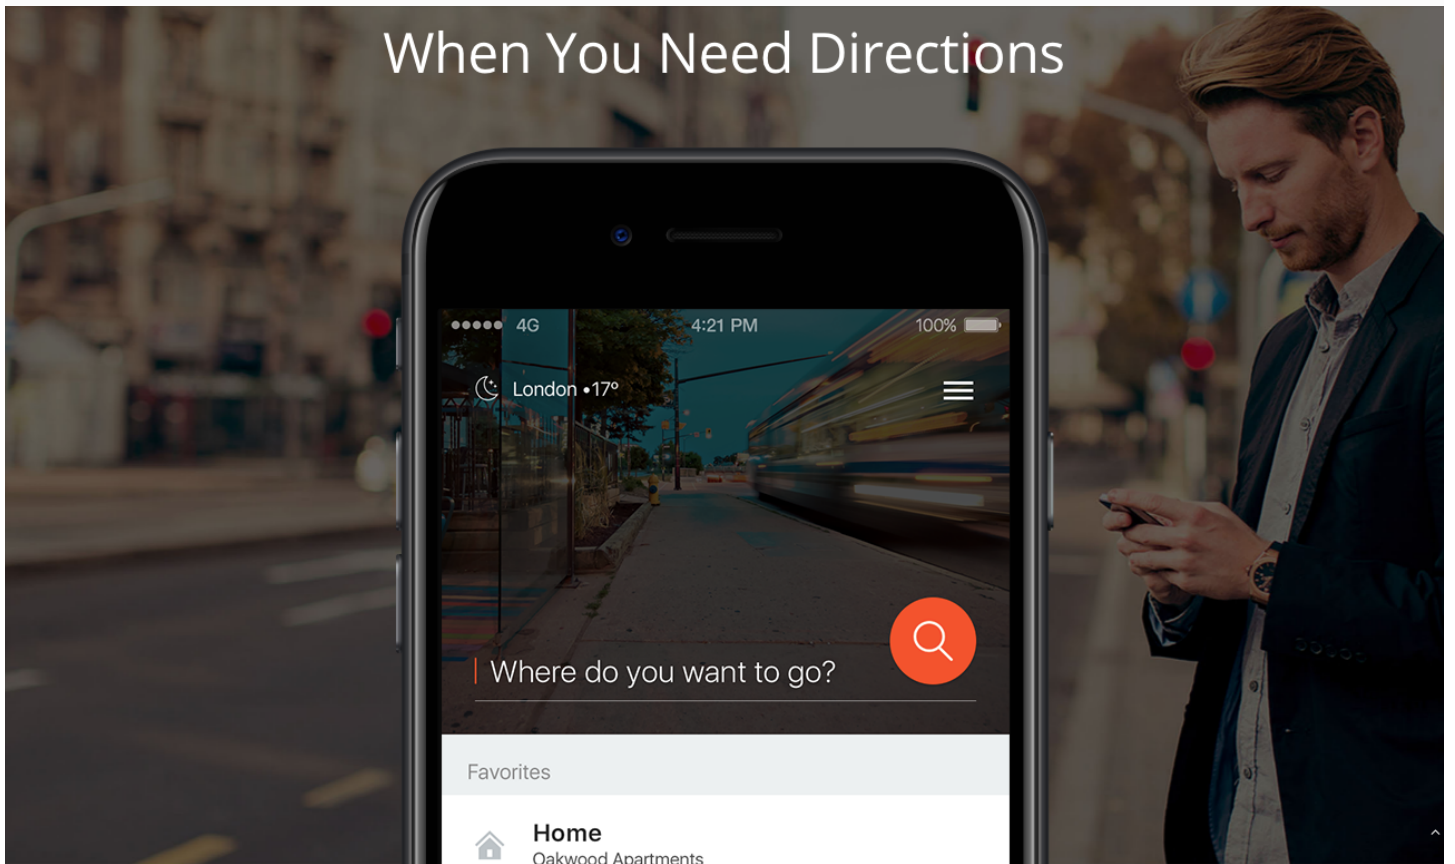 When You Need Directions
4G 4:21 PM 100%
London •17°
Where do you want to go?
Favorites
Home
Oakwood Apartments